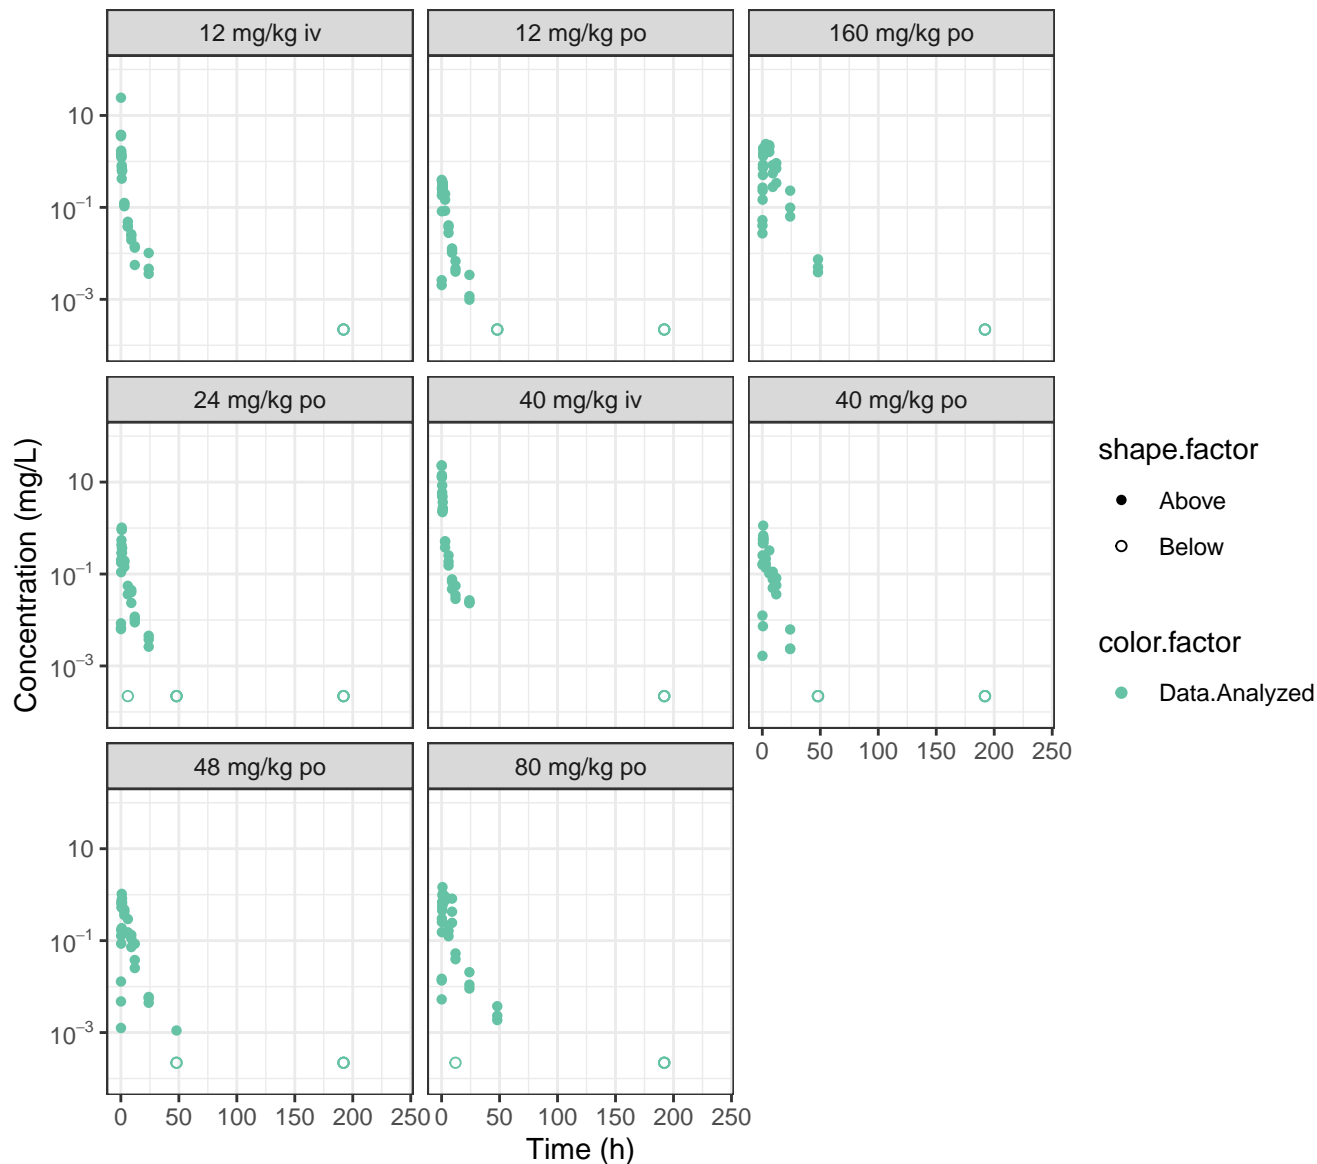 12 mg/kg iv
12 mg/kg po
160 mg/kg po
10
10⁻¹
10⁻³
24 mg/kg po
40 mg/kg iv
40 mg/kg po
10
10⁻¹
10⁻³
0 50 100 150 200 250
48 mg/kg po
80 mg/kg po
10
10⁻¹
10⁻³
0 50 100 150 200 250
0 50 100 150 200 250
Time (h)
Concentration (mg/L)
shape.factor
Above
Below
color.factor
Data.Analyzed